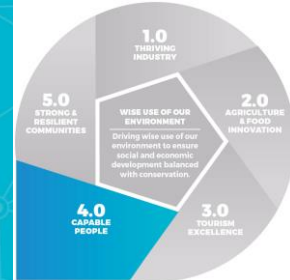 1.0
THRIVING
INDUSTRY
2.0
AGRICULTURE
& FOOD
INNOVATION
3.0
TOURISM
EXCELLENCE
4.0
CAPABLE
PEOPLE
5.0
STRONG &
RESILIENT
COMMUNITIES
WISE USE OF OUR
ENVIRONMENT
Driving wise use of our
environment to ensure
social and economic
development balanced
with conservation.